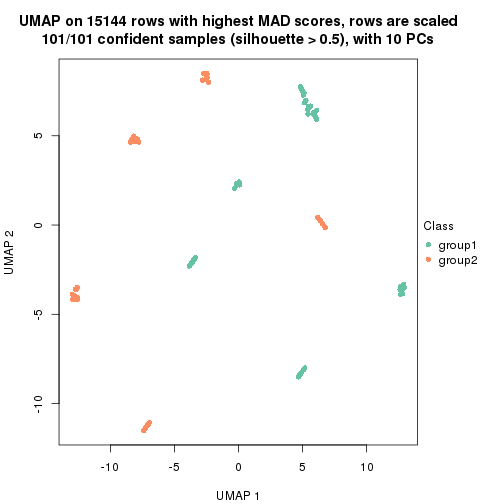 UMAP on 15144 rows with highest MAD scores, rows are scaled
101/101 confident samples (silhouette > 0.5), with 10 PCs
5
0
-5
-10
UMAP 2
-10
-5
0
5
10
UMAP 1
Class
group1
group2